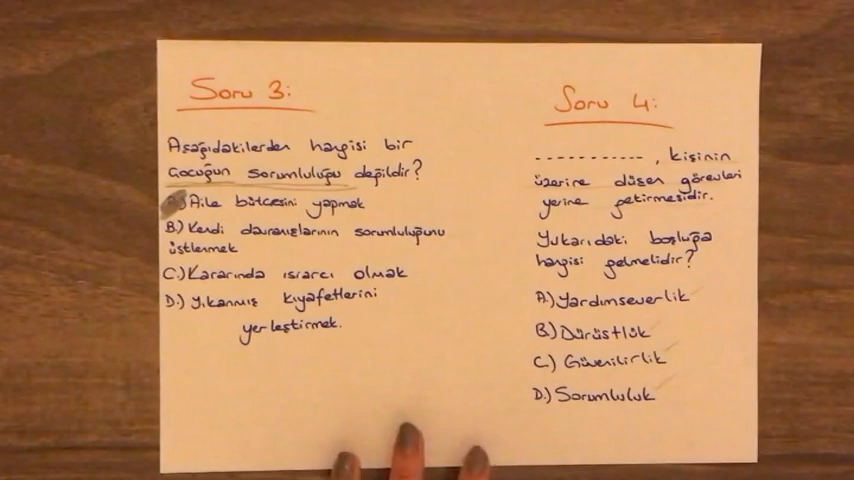 Soru 3:
Aşağıdakilerden hangisi bir
çocuğun sorumluluğu değildir?
A) Aile bütçesini yapmak
B.) Kendi davranışlarının sorumluluğunu
üstlenmek
C.) Kararında ısrarcı olmak
D.) Yıkanmış kıyafetlerini
yerleştirmek.
Soru 4:
----------- , kişinin
üzerine düşen görevleri
yerine getirmesidir.
Yukarıdaki boşluğa
hangisi gelmelidir?
A.) Yardımseverlik
B.) Dürüstlük
C.) Güvenilirlik
D.) Sorumluluk